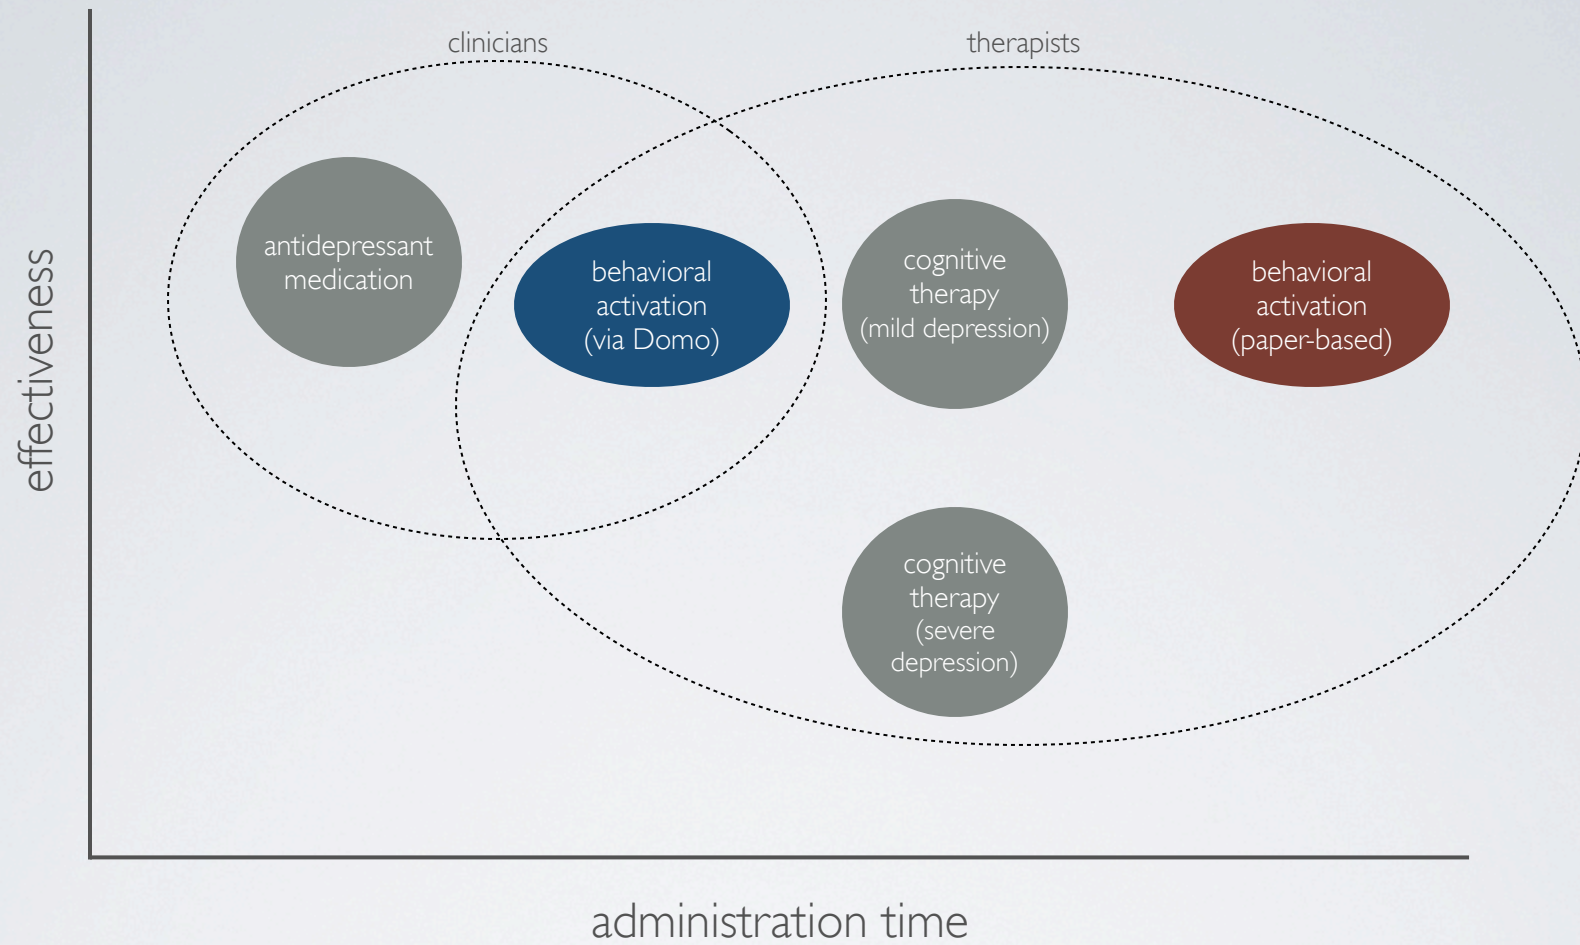 clinicians
therapists
effectiveness
antidepressant
medication
behavioral
activation
(via Domo)
cognitive
therapy
(mild depression)
behavioral
activation
(paper-based)
cognitive
therapy
(severe
depression)
administration time